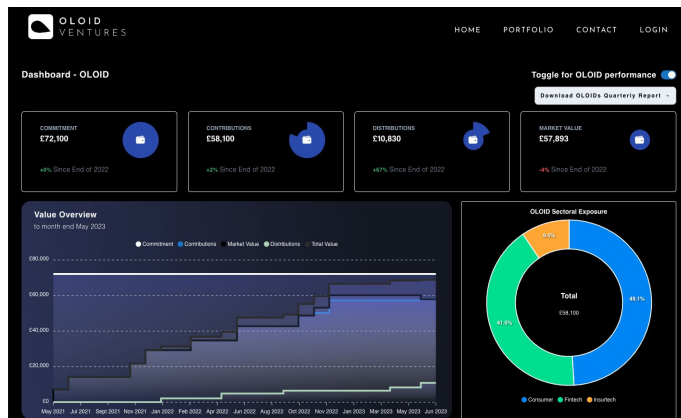 OLOID
VENTURES
HOME PORTFOLIO CONTACT LOGIN
Dashboard - OLOID
Toggle for OLOID performance
Download OLOIDs Quarterly Report →
COMMITMENT
£72,100
+0% Since End of 2022
CONTRIBUTIONS
£58,100
+2% Since End of 2022
DISTRIBUTIONS
£10,830
+67% Since End of 2022
MARKET VALUE
£57,893
-4% Since End of 2022
Value Overview
to month end May 2023
Commitment Contributions Market Value Distributions Total Value
£80,000
£60,000
£40,000
£20,000
£0
May 2021 Jul 2021 Sept 2021 Nov 2021 Jan 2022 Feb 2022 Apr 2022 Jun 2022 Aug 2022 Oct 2022 Nov 2022 Jan 2023 Mar 2023 May 2023 Jun 2023
OLOID Sectoral Exposure
9.5%
49.1%
41.5%
Total
£58,100
Consumer Fintech Insurtech